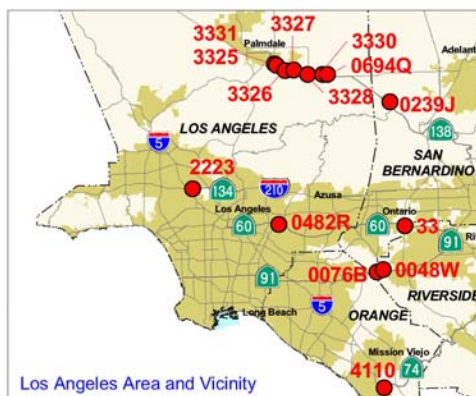 3327
3331
3330
Palmdale
3325
0694Q
Adelant
3326
3328
0239J
LOS ANGELES
138
5
SAN
BERNARDINO
2223
134
210
Azusa
Los Angeles
60
0482R
60
Ontario
33
91
Ri
0076B
0048W
91
RIVERSIDE
5
Long Beach
ORANGE
Mission Viejo
4110
74
Los Angeles Area and Vicinity